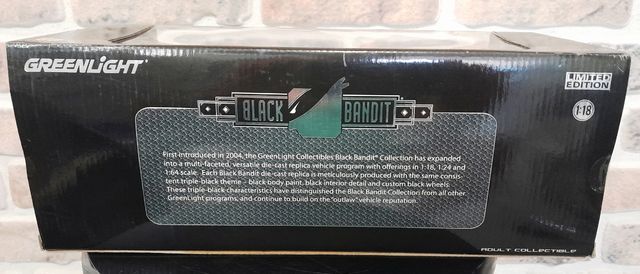 GREENLiGHT
LIMITED
EDITION
1:18
BLACK BANDIT
First introduced in 2004, the GreenLight Collectibles Black Bandit® Collection has expanded
into a multi-faceted, versatile die-cast replica vehicle program with offerings in 1:18, 1:24 and
1:64 scale. Each Black Bandit die-cast replica is meticulously produced with the same consis-
tent triple-black theme – black body paint, black interior detail and custom black wheels.
These triple-black characteristics have distinguished the Black Bandit Collection from all other
GreenLight programs, and continue to build on the "outlaw" vehicle reputation.
ADULT COLLECTIBLE